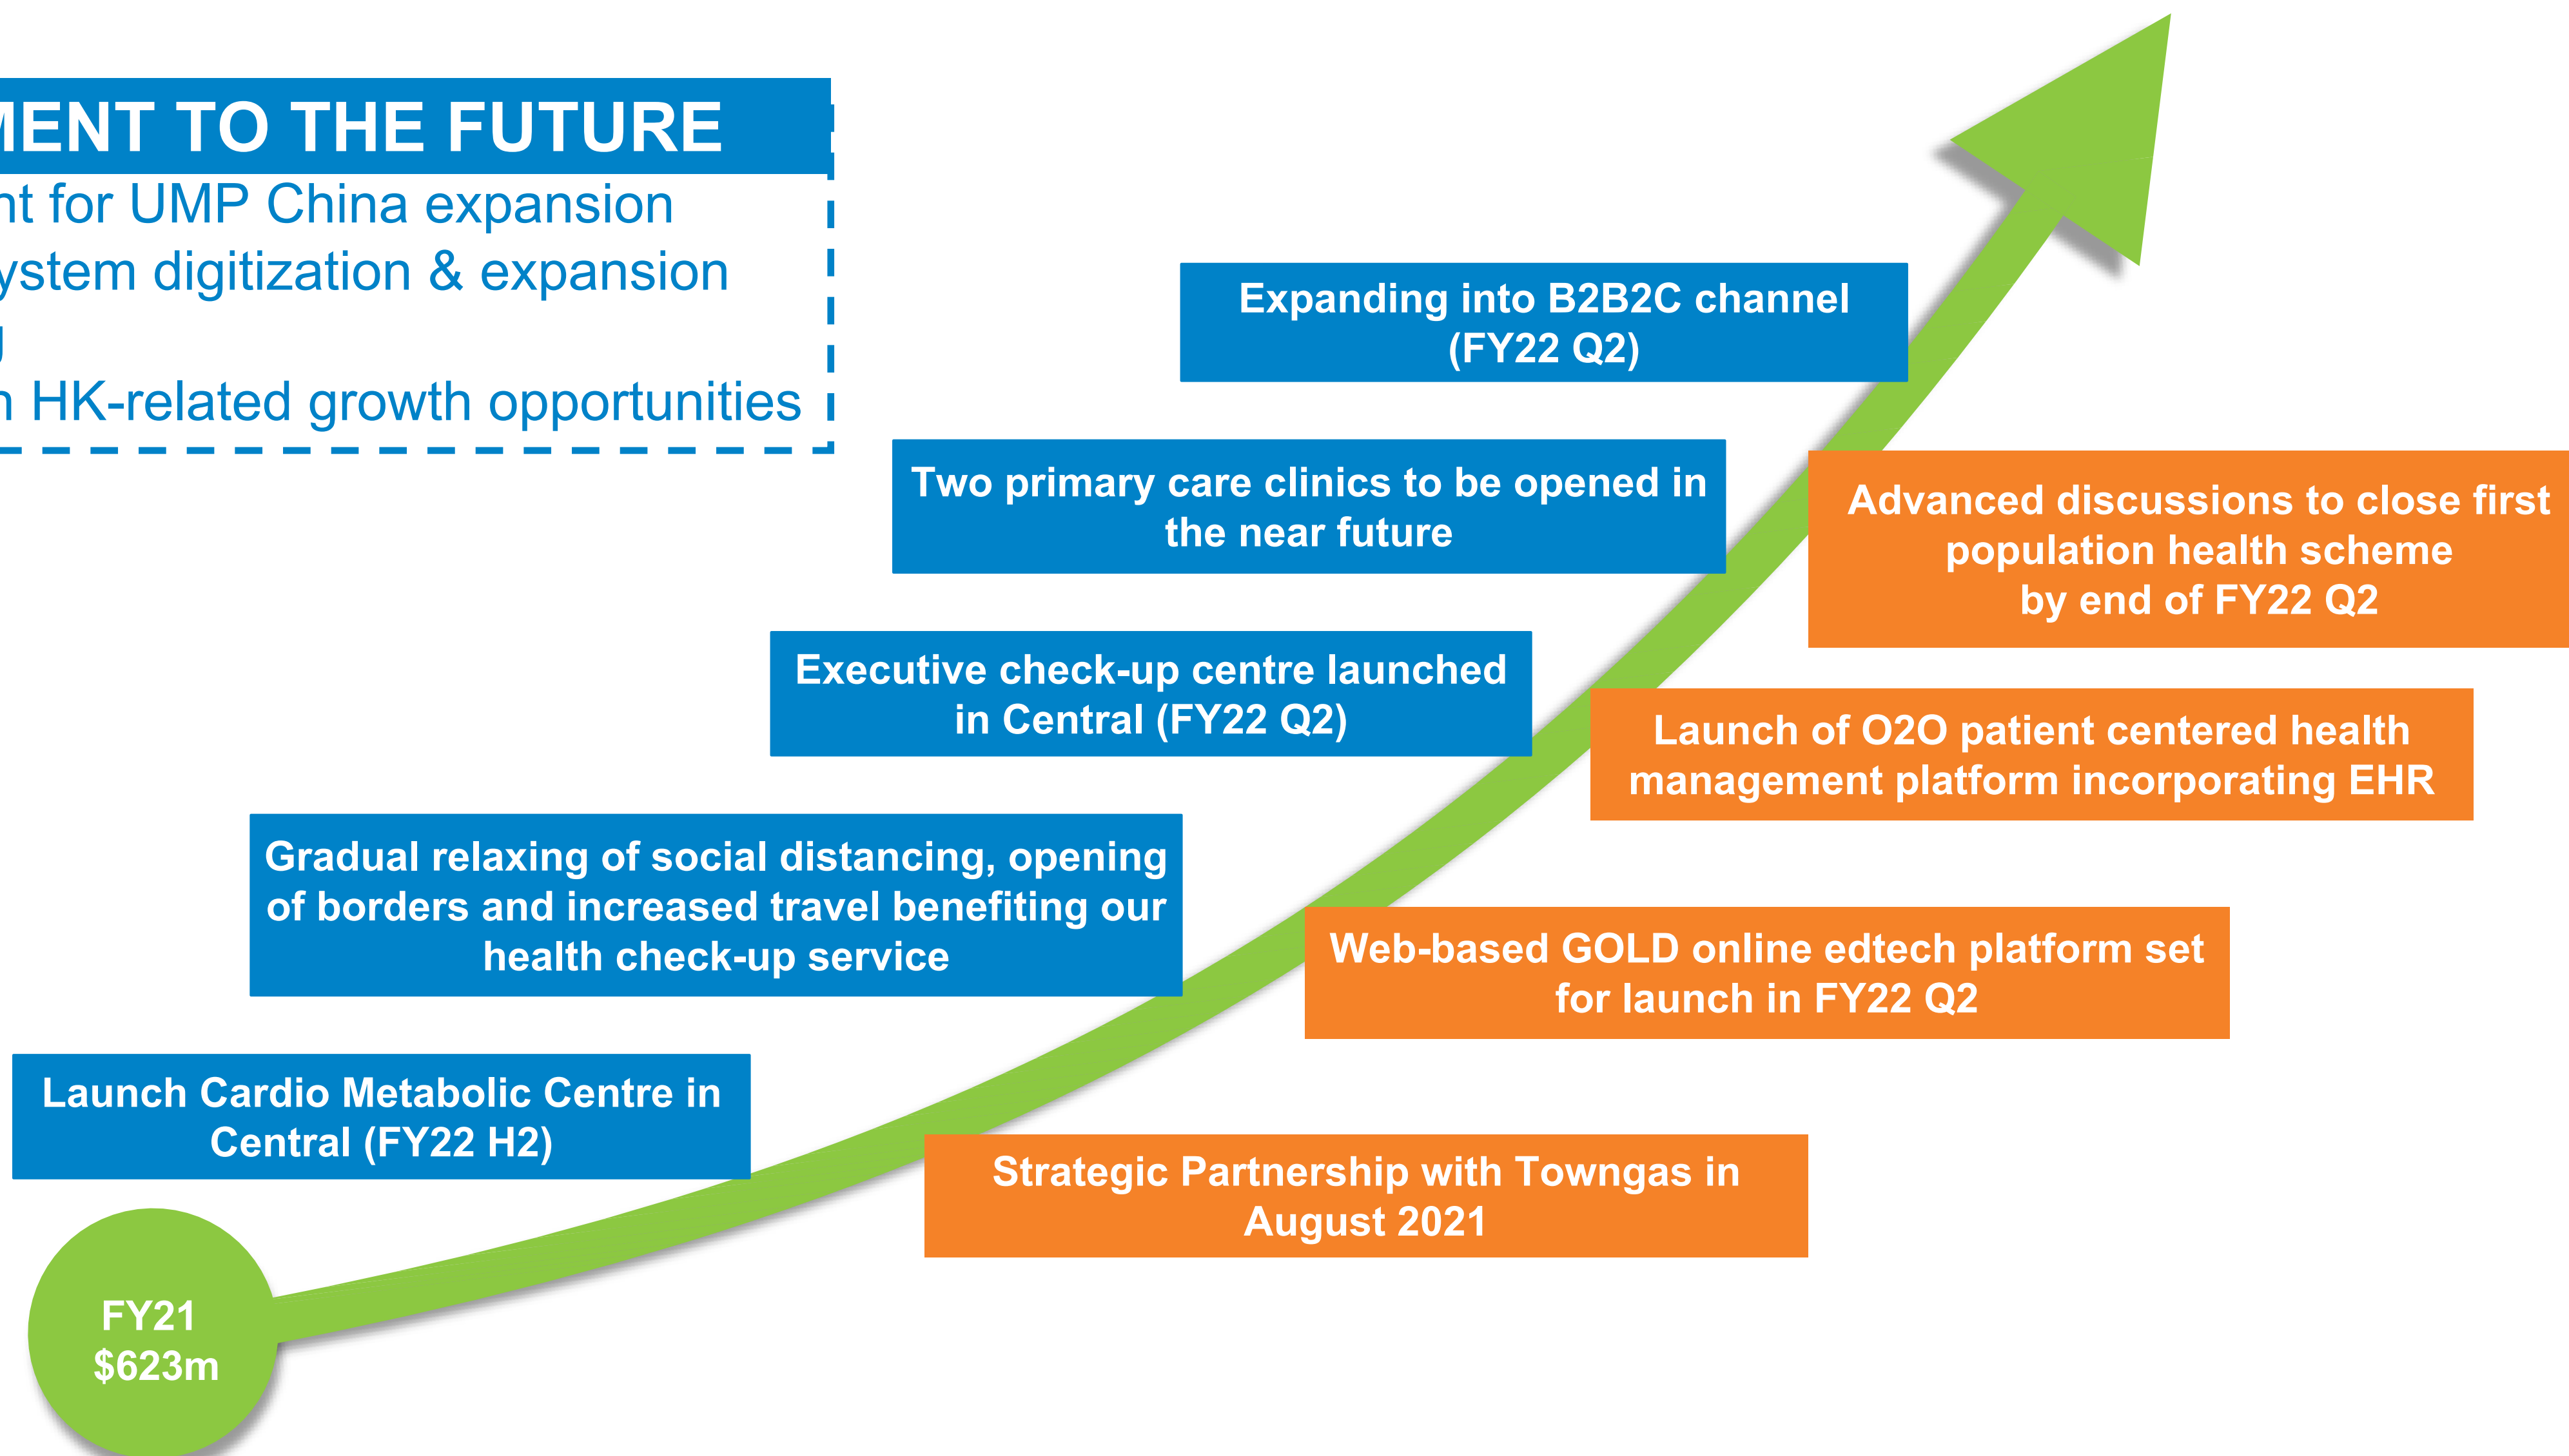 MENT TO THE FUTURE
nt for UMP China expansion
ystem digitization & expansion
g
n HK-related growth opportunities
Expanding into B2B2C channel
(FY22 Q2)
Two primary care clinics to be opened in
the near future
Advanced discussions to close first
population health scheme
by end of FY22 Q2
Executive check-up centre launched
in Central (FY22 Q2)
Launch of O2O patient centered health
management platform incorporating EHR
Gradual relaxing of social distancing, opening
of borders and increased travel benefiting our
health check-up service
Web-based GOLD online edtech platform set
for launch in FY22 Q2
Launch Cardio Metabolic Centre in
Central (FY22 H2)
Strategic Partnership with Towngas in
August 2021
FY21
$623m